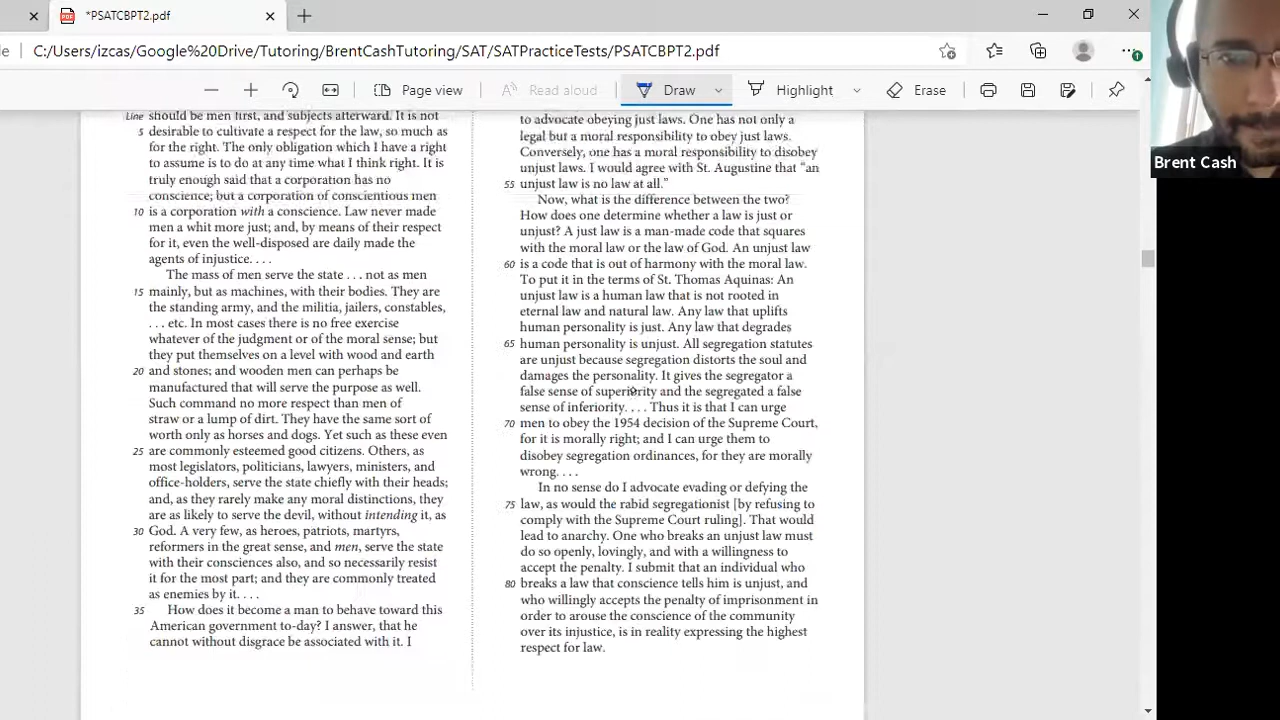 *PSATCBPT2.pdf
C:/Users/izcas/Google%20Drive/Tutoring/BrentCashTutoring/SAT/SATPracticeTests/PSATCBPT2.pdf
Page view
Read aloud
Draw
Highlight
Erase
Brent Cash
Line should be men first, and subjects afterward. It is not
5 desirable to cultivate a respect for the law, so much as
for the right. The only obligation which I have a right
to assume is to do at any time what I think right. It is
truly enough said that a corporation has no
conscience; but a corporation of conscientious men
10 is a corporation with a conscience. Law never made
men a whit more just; and, by means of their respect
for it, even the well-disposed are daily made the
agents of injustice. . . .
The mass of men serve the state . . . not as men
15 mainly, but as machines, with their bodies. They are
the standing army, and the militia, jailers, constables,
. . . etc. In most cases there is no free exercise
whatever of the judgment or of the moral sense; but
they put themselves on a level with wood and earth
20 and stones; and wooden men can perhaps be
manufactured that will serve the purpose as well.
Such command no more respect than men of
straw or a lump of dirt. They have the same sort of
worth only as horses and dogs. Yet such as these even
25 are commonly esteemed good citizens. Others, as
most legislators, politicians, lawyers, ministers, and
office-holders, serve the state chiefly with their heads;
and, as they rarely make any moral distinctions, they
are as likely to serve the devil, without intending it, as
30 God. A very few, as heroes, patriots, martyrs,
reformers in the great sense, and men, serve the state
with their consciences also, and so necessarily resist
it for the most part; and they are commonly treated
as enemies by it. . . .
35 How does it become a man to behave toward this
American government to-day? I answer, that he
cannot without disgrace be associated with it. I
to advocate obeying just laws. One has not only a
legal but a moral responsibility to obey just laws.
Conversely, one has a moral responsibility to disobey
unjust laws. I would agree with St. Augustine that “an
55 unjust law is no law at all.”
Now, what is the difference between the two?
How does one determine whether a law is just or
unjust? A just law is a man-made code that squares
with the moral law or the law of God. An unjust law
60 is a code that is out of harmony with the moral law.
To put it in the terms of St. Thomas Aquinas: An
unjust law is a human law that is not rooted in
eternal law and natural law. Any law that uplifts
human personality is just. Any law that degrades
65 human personality is unjust. All segregation statutes
are unjust because segregation distorts the soul and
damages the personality. It gives the segregator a
false sense of superiority and the segregated a false
sense of inferiority. . . . Thus it is that I can urge
70 men to obey the 1954 decision of the Supreme Court,
for it is morally right; and I can urge them to
disobey segregation ordinances, for they are morally
wrong. . . .
In no sense do I advocate evading or defying the
75 law, as would the rabid segregationist [by refusing to
comply with the Supreme Court ruling]. That would
lead to anarchy. One who breaks an unjust law must
do so openly, lovingly, and with a willingness to
accept the penalty. I submit that an individual who
80 breaks a law that conscience tells him is unjust, and
who willingly accepts the penalty of imprisonment in
order to arouse the conscience of the community
over its injustice, is in reality expressing the highest
respect for law.